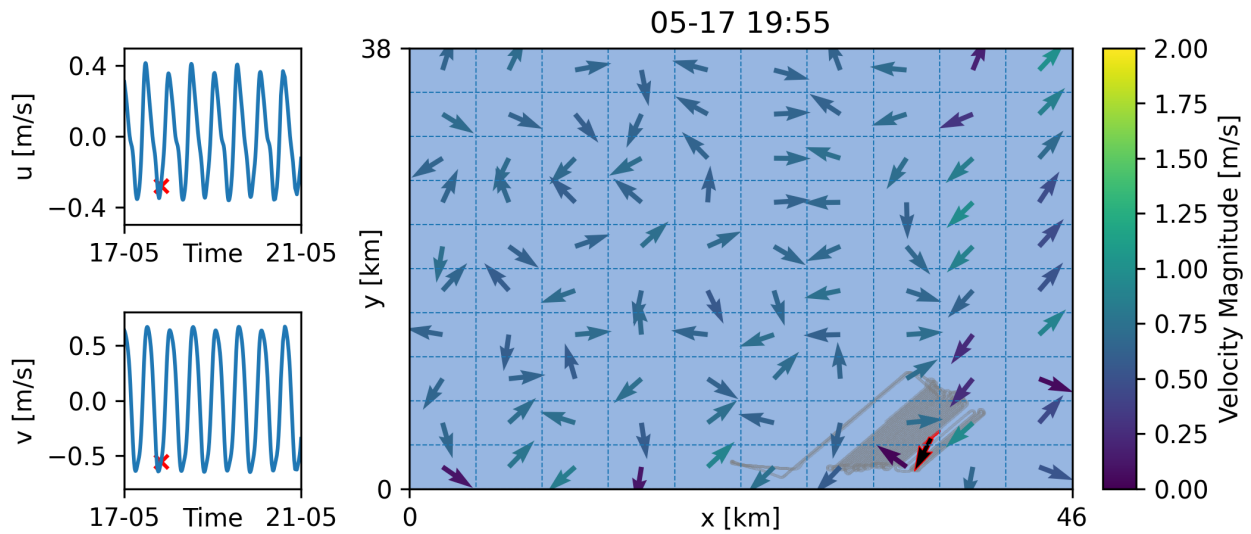 05-17 19:55
0.4
0.0
−0.4
u [m/s]
17-05 Time 21-05
0.5
0.0
−0.5
v [m/s]
17-05 Time 21-05
38
0
y [km]
0 x [km] 46
2.00
1.75
1.50
1.25
1.00
0.75
0.50
0.25
0.00
Velocity Magnitude [m/s]